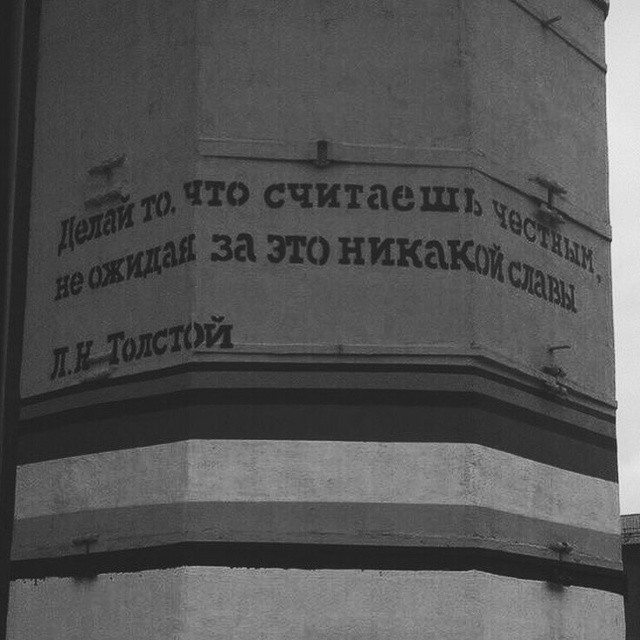 Делай то, что считаешь честным,
не ожидая за это никакой славы
Л.Н. Толстой